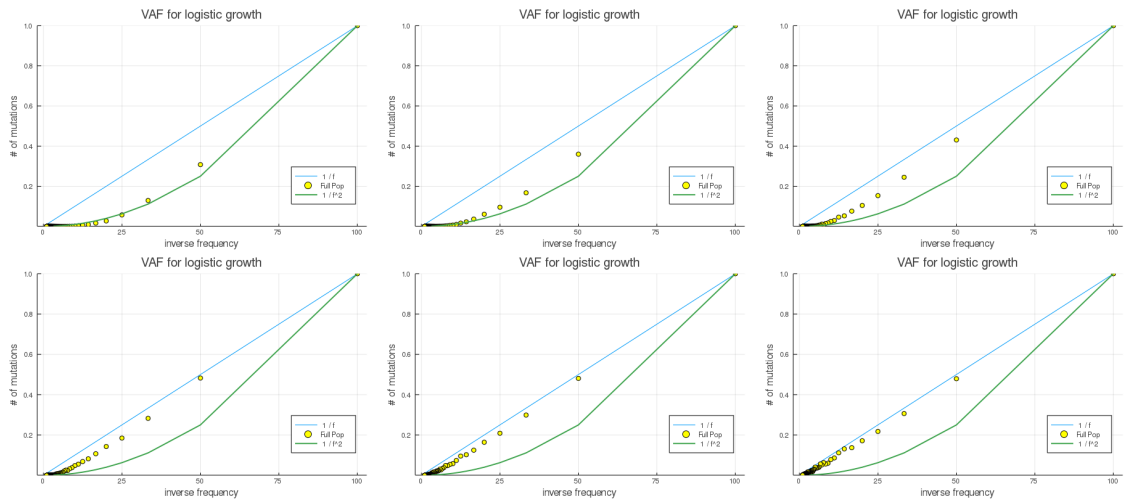 VAF for logistic growth
# of mutations
1.0
0.8
0.6
0.4
0.2
1 / f
Full Pop
1 / f^2
0 25 50 75 100
inverse frequency
VAF for logistic growth
# of mutations
1.0
0.8
0.6
0.4
0.2
1 / f
Full Pop
1 / f^2
0 25 50 75 100
inverse frequency
VAF for logistic growth
# of mutations
1.0
0.8
0.6
0.4
0.2
1 / f
Full Pop
1 / f^2
0 25 50 75 100
inverse frequency
VAF for logistic growth
# of mutations
1.0
0.8
0.6
0.4
0.2
1 / f
Full Pop
1 / f^2
0 25 50 75 100
inverse frequency
VAF for logistic growth
# of mutations
1.0
0.8
0.6
0.4
0.2
1 / f
Full Pop
1 / f^2
0 25 50 75 100
inverse frequency
VAF for logistic growth
# of mutations
1.0
0.8
0.6
0.4
0.2
1 / f
Full Pop
1 / f^2
0 25 50 75 100
inverse frequency